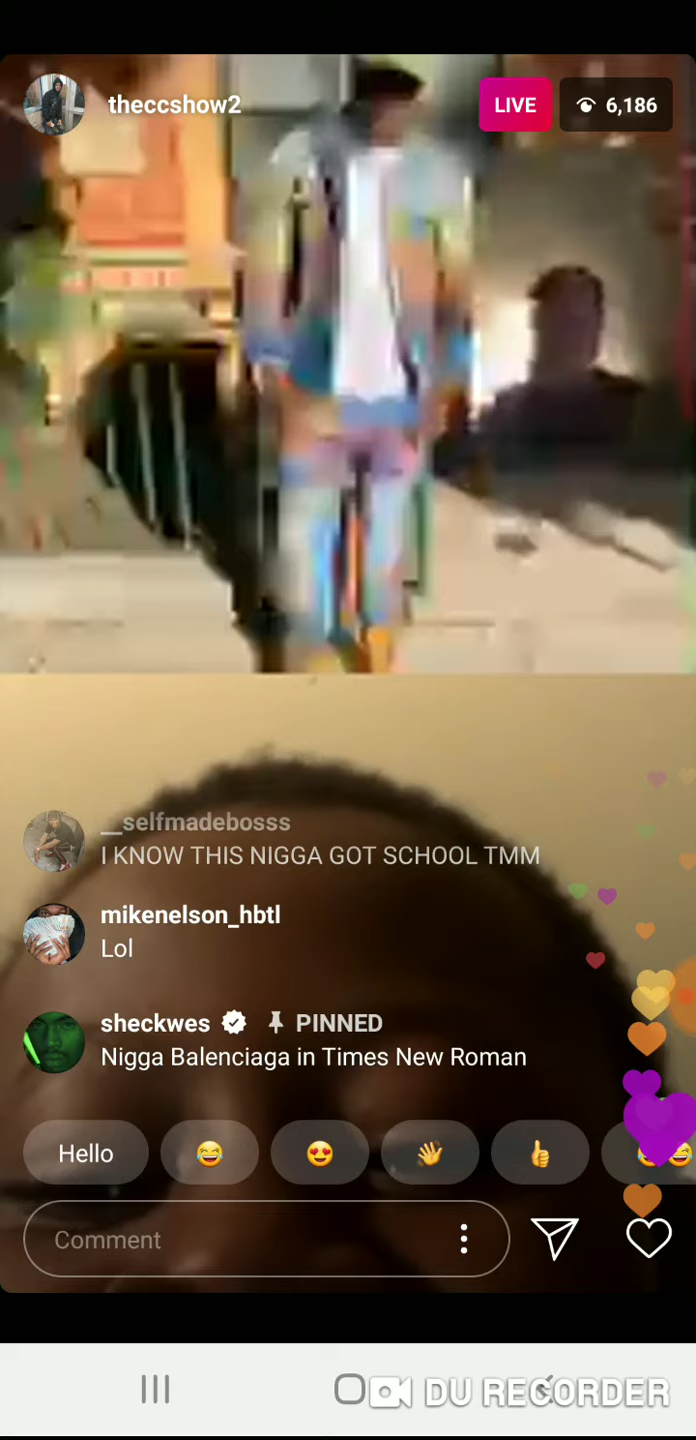 theccshow2
LIVE
6,186
__selfmadebosss
I KNOW THIS NIGGA GOT SCHOOL TMM
mikenelson_hbtl
Lol
sheckwes PINNED
Nigga Balenciaga in Times New Roman
Hello
Comment
DU RECORDER